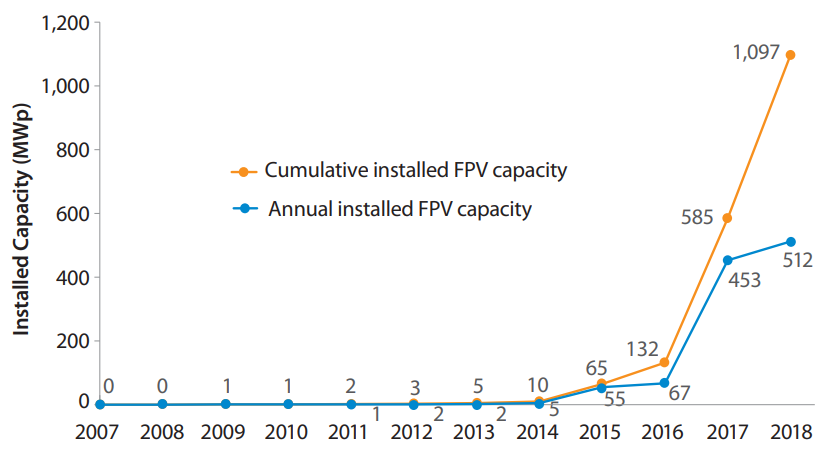 1,200
1,000
800
600
400
200
0
Installed Capacity (MWp)
Cumulative installed FPV capacity
Annual installed FPV capacity
0 0 1 1 2 3 5 10 65 132 585 1,097
1 2 2 5 55 67 453 512
2007 2008 2009 2010 2011 2012 2013 2014 2015 2016 2017 2018